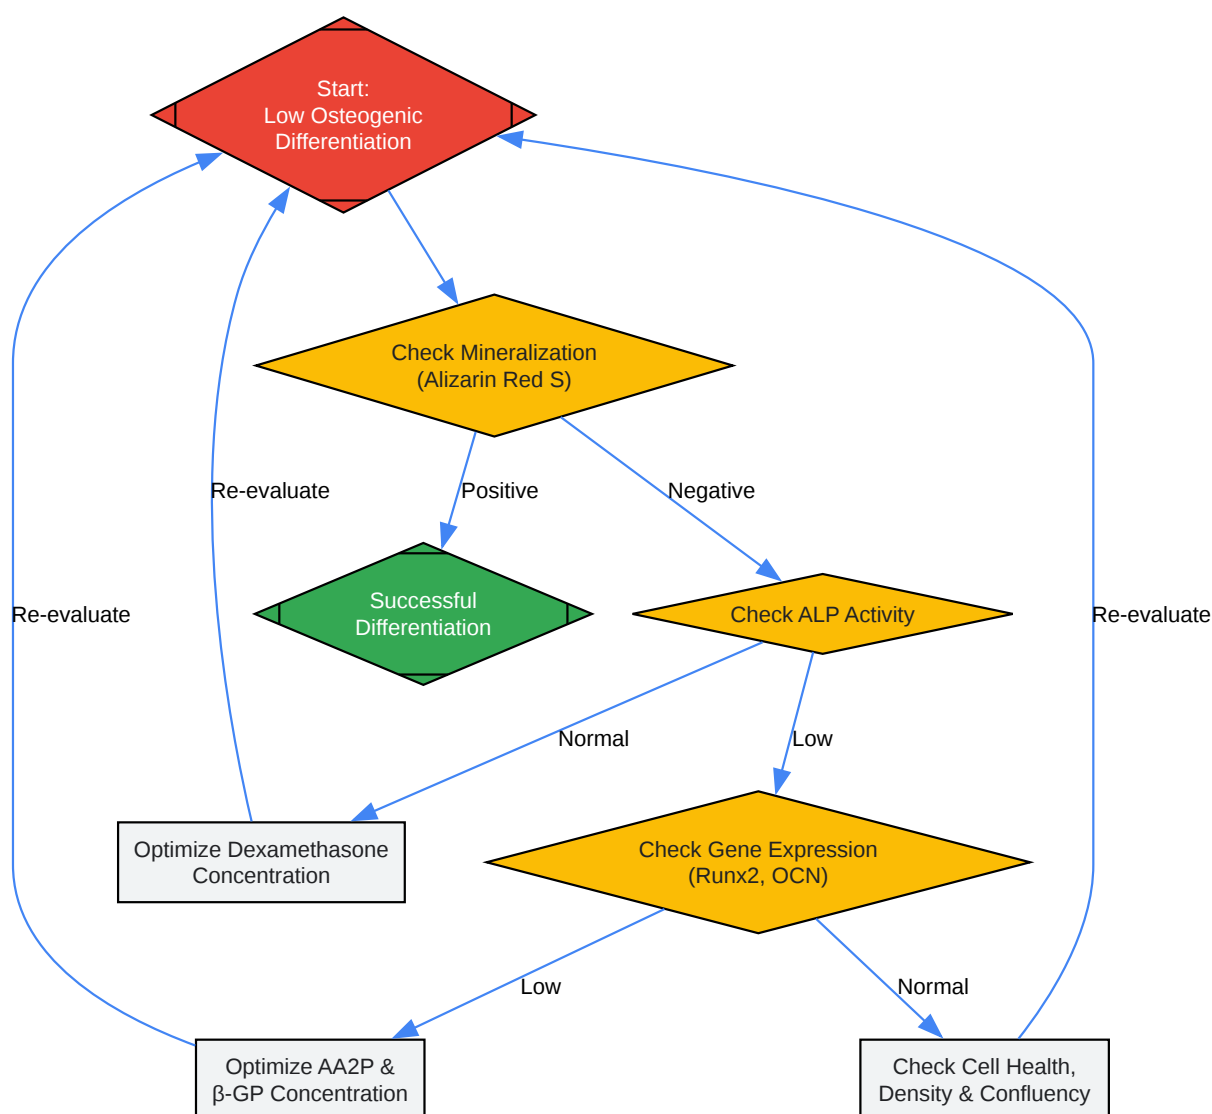 Start:
Low Osteogenic
Differentiation
Check Mineralization
(Alizarin Red S)
Re-evaluate
Positive
Negative
Successful
Differentiation
Check ALP Activity
Re-evaluate
Re-evaluate
Normal
Low
Optimize Dexamethasone
Concentration
Check Gene Expression
(Runx2, OCN)
Low
Normal
Optimize AA2P &
β-GP Concentration
Check Cell Health,
Density & Confluency